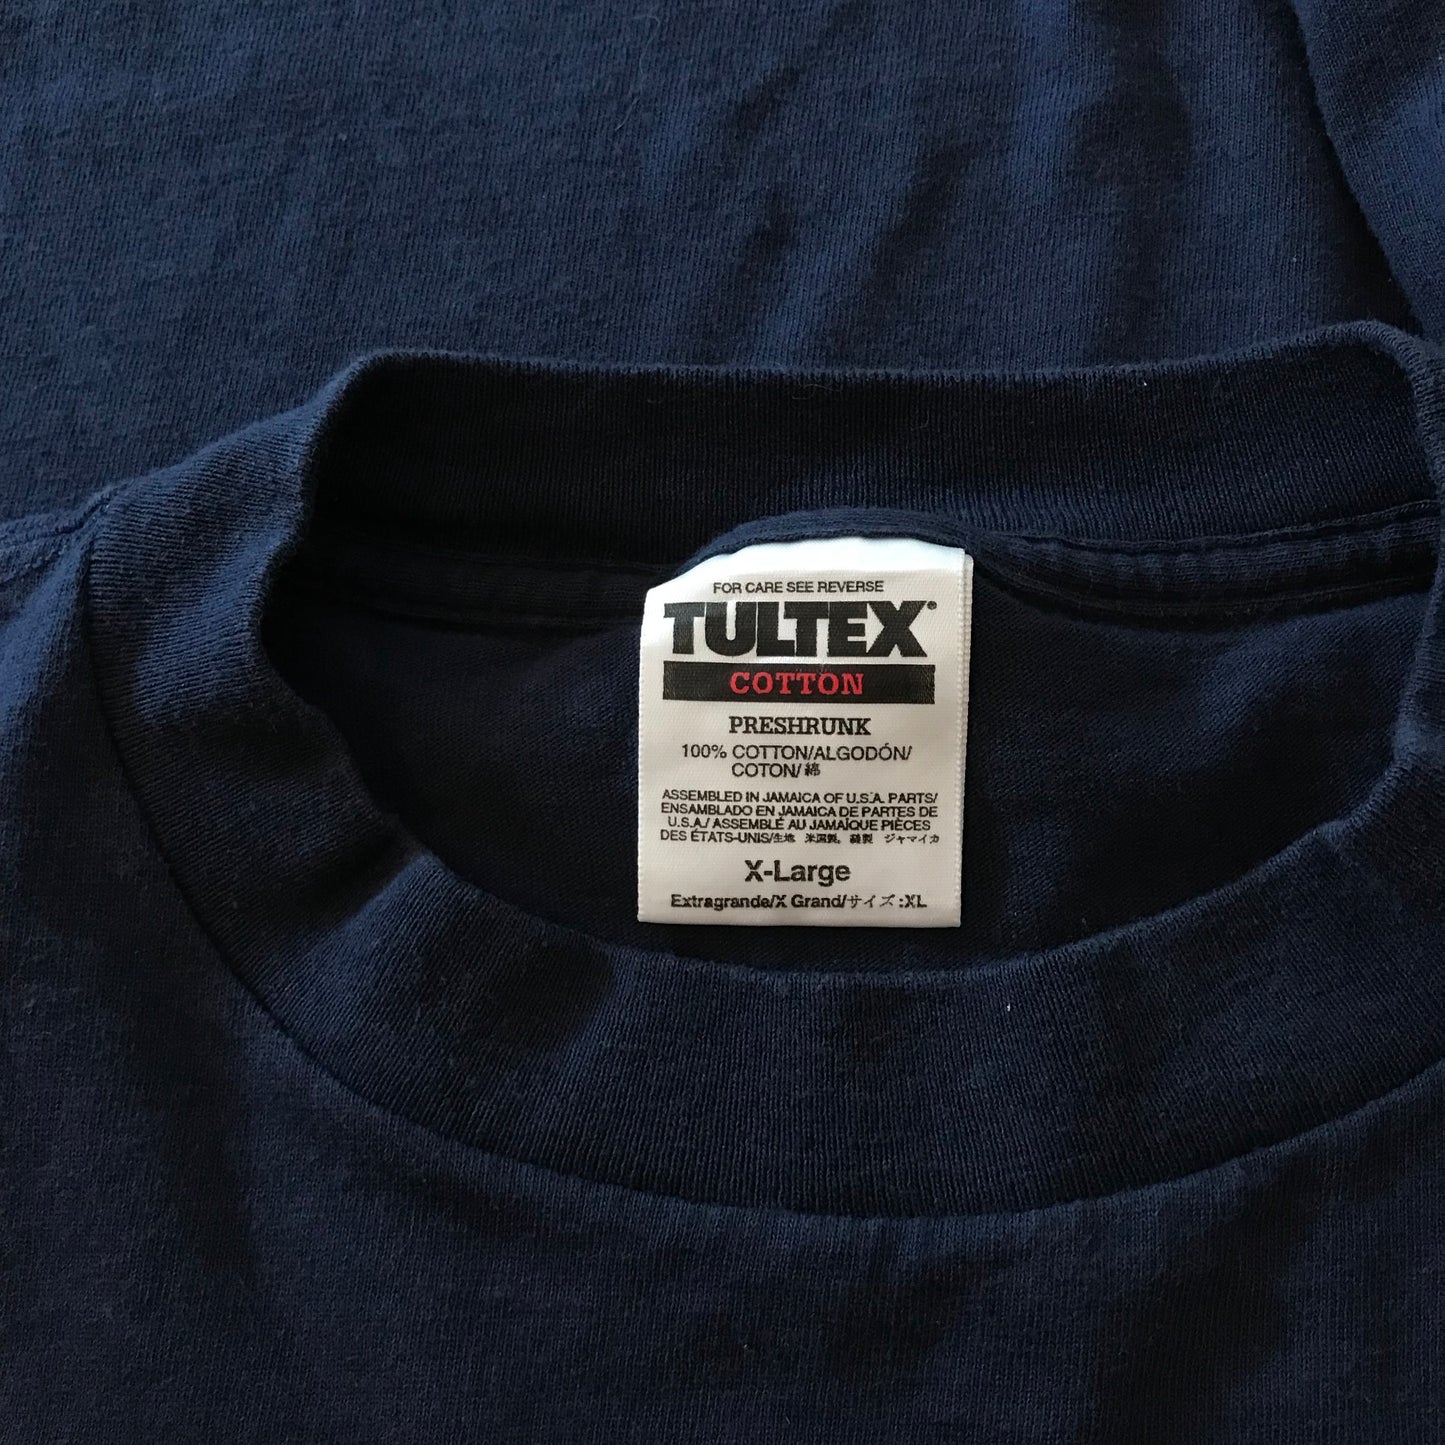 FOR CARE SEE REVERSE
TULTEX®
COTTON
PRESHRUNK
100% COTTON/ALGODÓN/
COTON/綿
ASSEMBLED IN JAMAICA OF U.S.A. PARTS/
ENSAMBLADO EN JAMAICA DE PARTES DE
U.S.A./ ASSEMBLÉ AU JAMAÏQUE PIÈCES
DES ÉTATS-UNIS/生地 米国製, 縫製 ジャマイカ
X-Large
Extragrande/X Grand/サイズ:XL